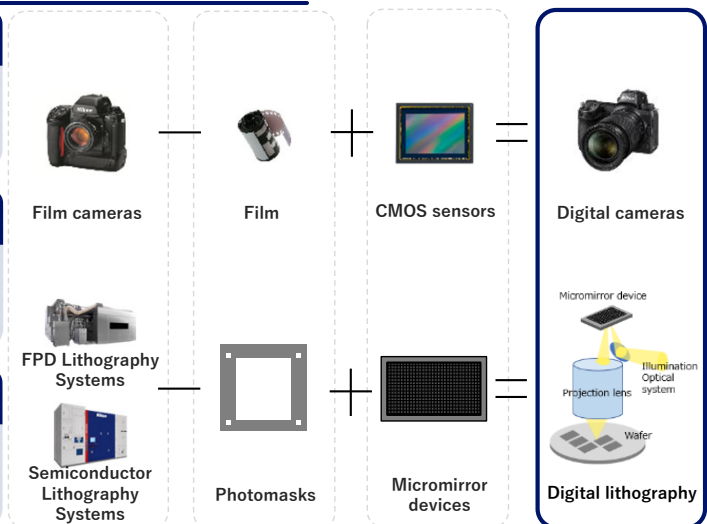 Film cameras
Film
CMOS sensors
Digital cameras
FPD Lithography
Systems
Semiconductor
Lithography
Systems
Photomasks
Micromirror
devices
Micromirror device
Illumination
Optical
system
Projection lens
Wafer
Digital lithography